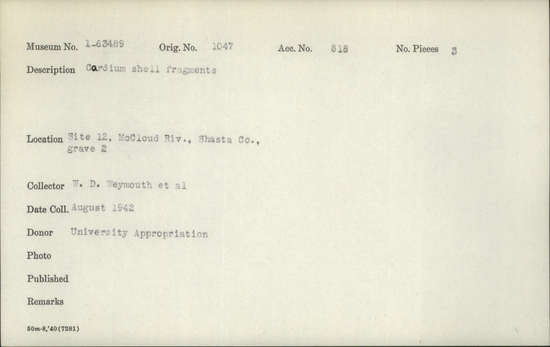 Museum No. 1-63489 Orig. No. 1047 Acc. No. 818 No. Pieces 3
Description Cardium shell fragments
Location Site 12, McCloud Riv., Shasta Co.,
grave 2
Collector W. D. Weymouth et al
Date Coll. August 1942
Donor University Appropriation
Photo
Published
Remarks
50m-8,'40(7281)